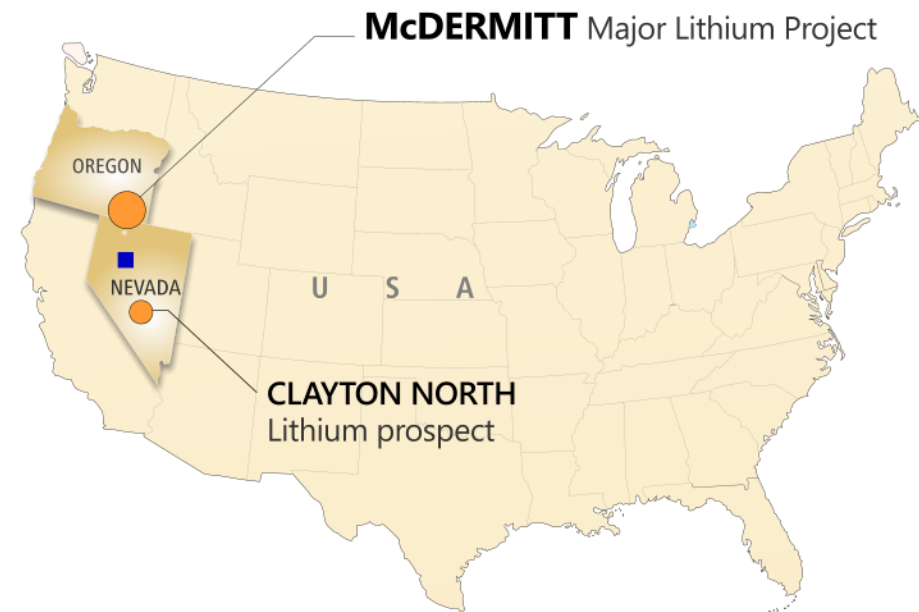 McDERMITT Major Lithium Project
OREGON
NEVADA
U S A
CLAYTON NORTH
Lithium prospect